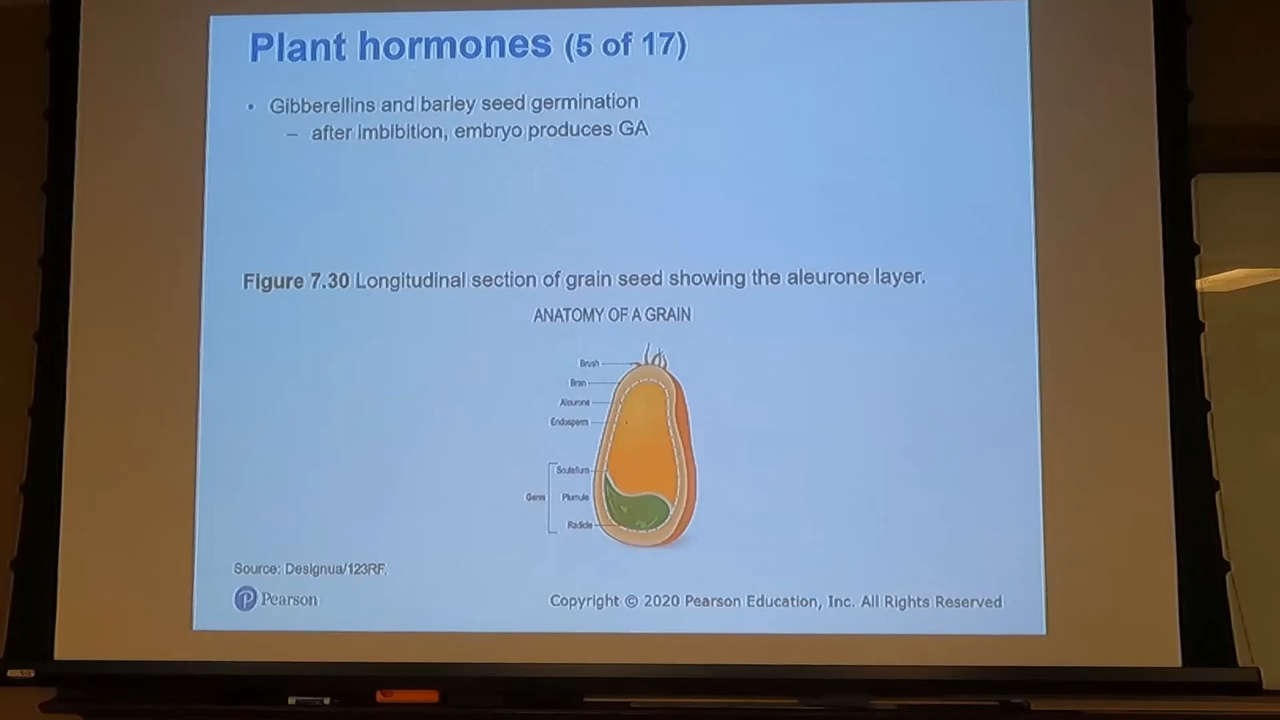 Plant hormones (5 of 17)
• Gibberellins and barley seed germination
– after imbibition, embryo produces GA
Figure 7.30 Longitudinal section of grain seed showing the aleurone layer.
ANATOMY OF A GRAIN
Brush
Bran
Aleurone
Endosperm
Scutellum
Germ
Plumule
Radicle
Source: Designua/123RF.
Pearson
Copyright © 2020 Pearson Education, Inc. All Rights Reserved